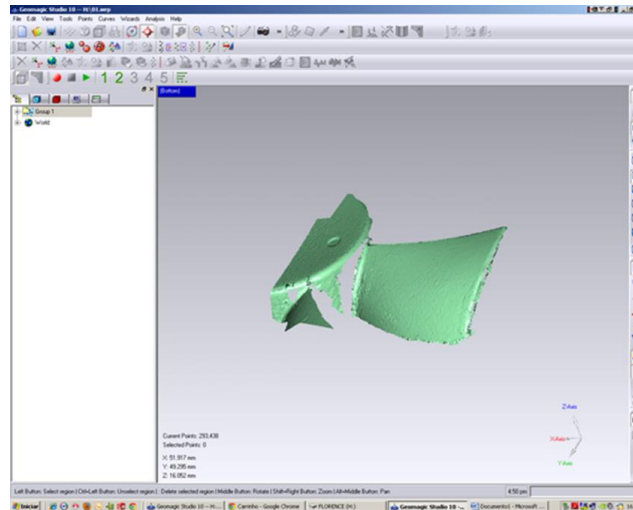 Geomagic Studio 10 -- H:\01.wrp
File Edit View Tools Points Curves Wizards Analysis Help
1 2 3 4 5
(Bottom)
Group 1
World
Z-Axis
X-Axis
Y-Axis
Current Points: 293,438
Selected Points: 0
X: 51.917 mm
Y: 49.295 mm
Z: 16.052 mm
Left Button: Select region | Ctrl+Left Button: Unselect region | : Delete selected region | Middle Button: Rotate | Shift+Right Button: Zoom | Alt+Middle Button: Pan
4:50 pm
Iniciar
Geomagic Studio 10 -- H...
Carrinho - Google Chrome
FLORENCE (H:)
Geomagic Studio 10 -...
Documento1 - Microsoft ...